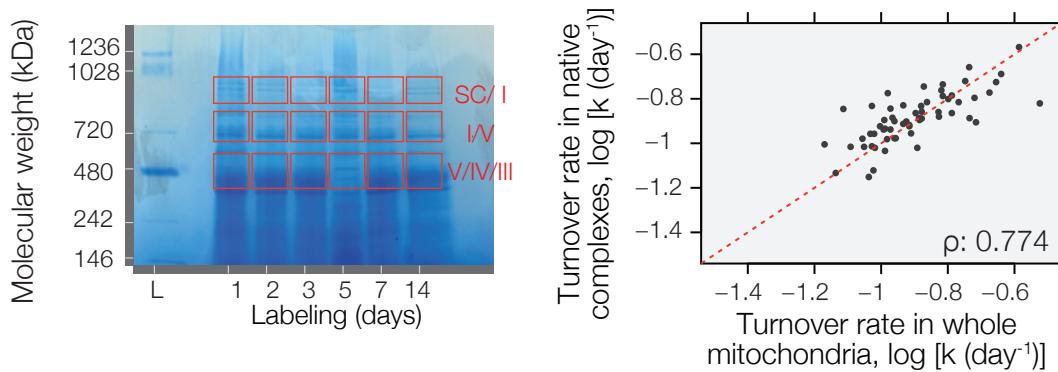 Molecular weight (kDa)
1236
1028
720
480
242
146
SC/ I
I/V
V/IV/III
L 1 2 3 5 7 14
Labeling (days)
Turnover rate in native
complexes, log [k (day⁻¹)]
−0.6
−0.8
−1
−1.2
−1.4
ρ: 0.774
−1.4 −1.2 −1 −0.8 −0.6
Turnover rate in whole
mitochondria, log [k (day⁻¹)]